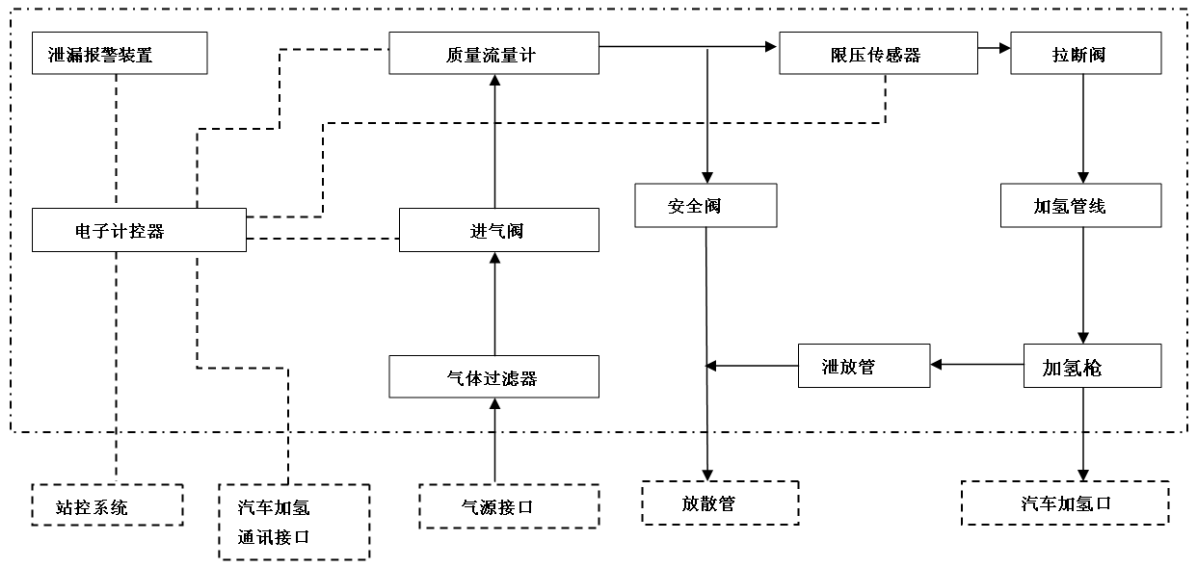 泄漏报警装置
质量流量计
限压传感器
拉断阀
电子计控器
进气阀
安全阀
加氢管线
气体过滤器
泄放管
加氢枪
站控系统
汽车加氢
通讯接口
气源接口
放散管
汽车加氢口